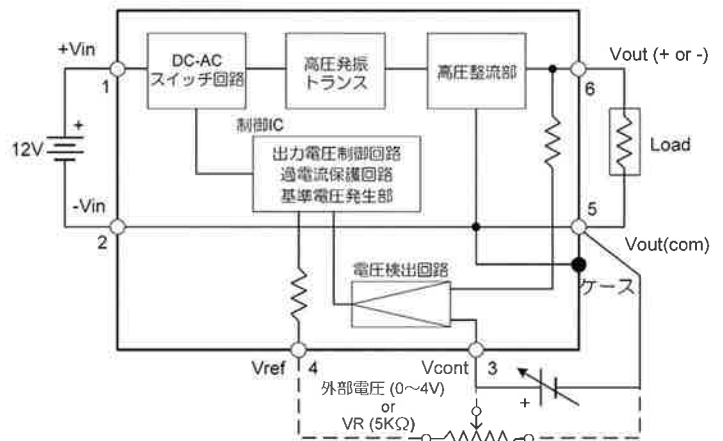 +Vin
1
DC-AC
スイッチ回路
高圧発振
トランス
高圧整流部
6
Vout (+ or -)
制御IC
出力電圧制御回路
過電流保護回路
基準電圧発生部
12V
+
Load
-Vin
2
5
Vout(com)
電圧検出回路
ケース
Vref
4
Vcont
3
外部電圧 (0～4V)
or
VR (5KΩ)
+